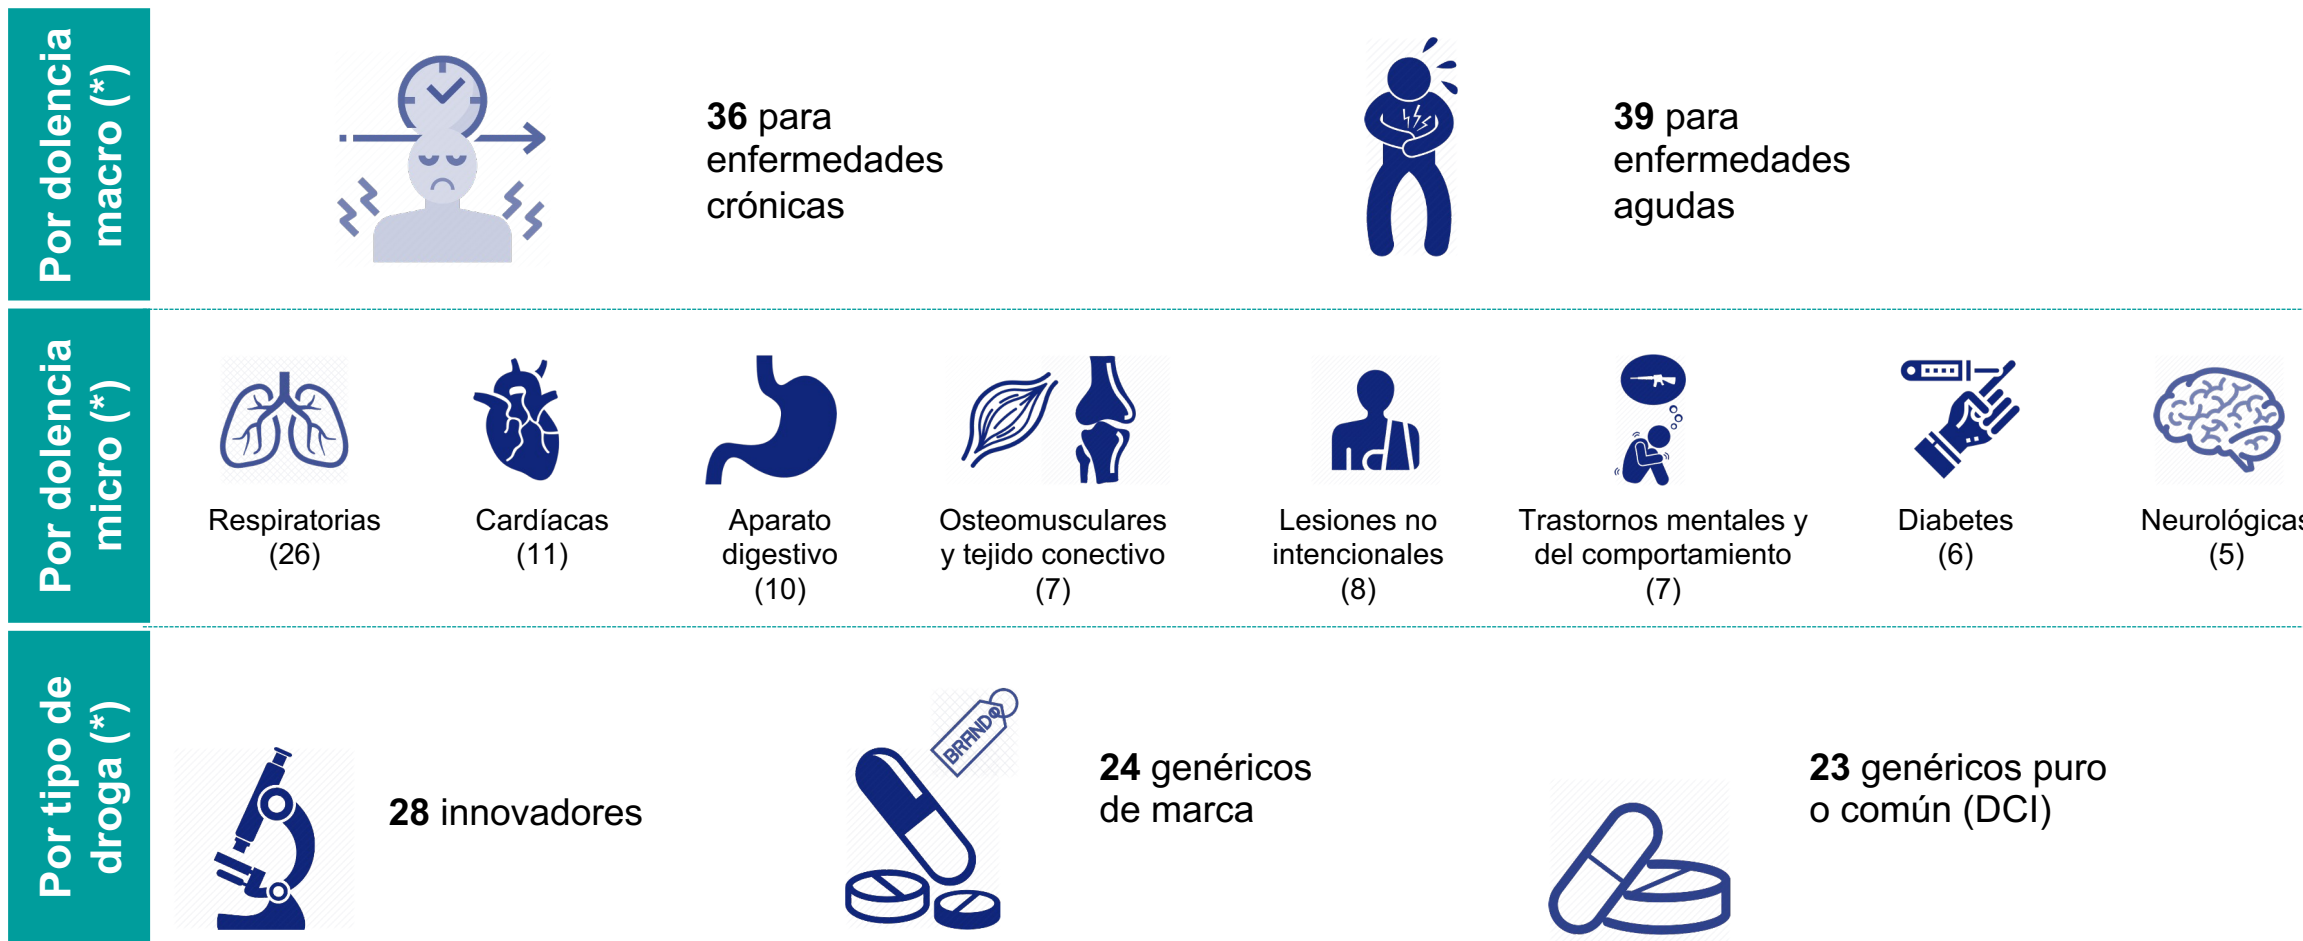 Por dolencia
macro (*)
36 para
enfermedades
crónicas
39 para
enfermedades
agudas
Por dolencia
micro (*)
Respiratorias
(26)
Cardíacas
(11)
Aparato
digestivo
(10)
Osteomusculares
y tejido conectivo
(7)
Lesiones no
intencionales
(8)
Trastornos mentales y
del comportamiento
(7)
Diabetes
(6)
Neurológicas
(5)
Por tipo de
droga (*)
28 innovadores
BRAND
24 genéricos
de marca
23 genéricos puro
o común (DCI)